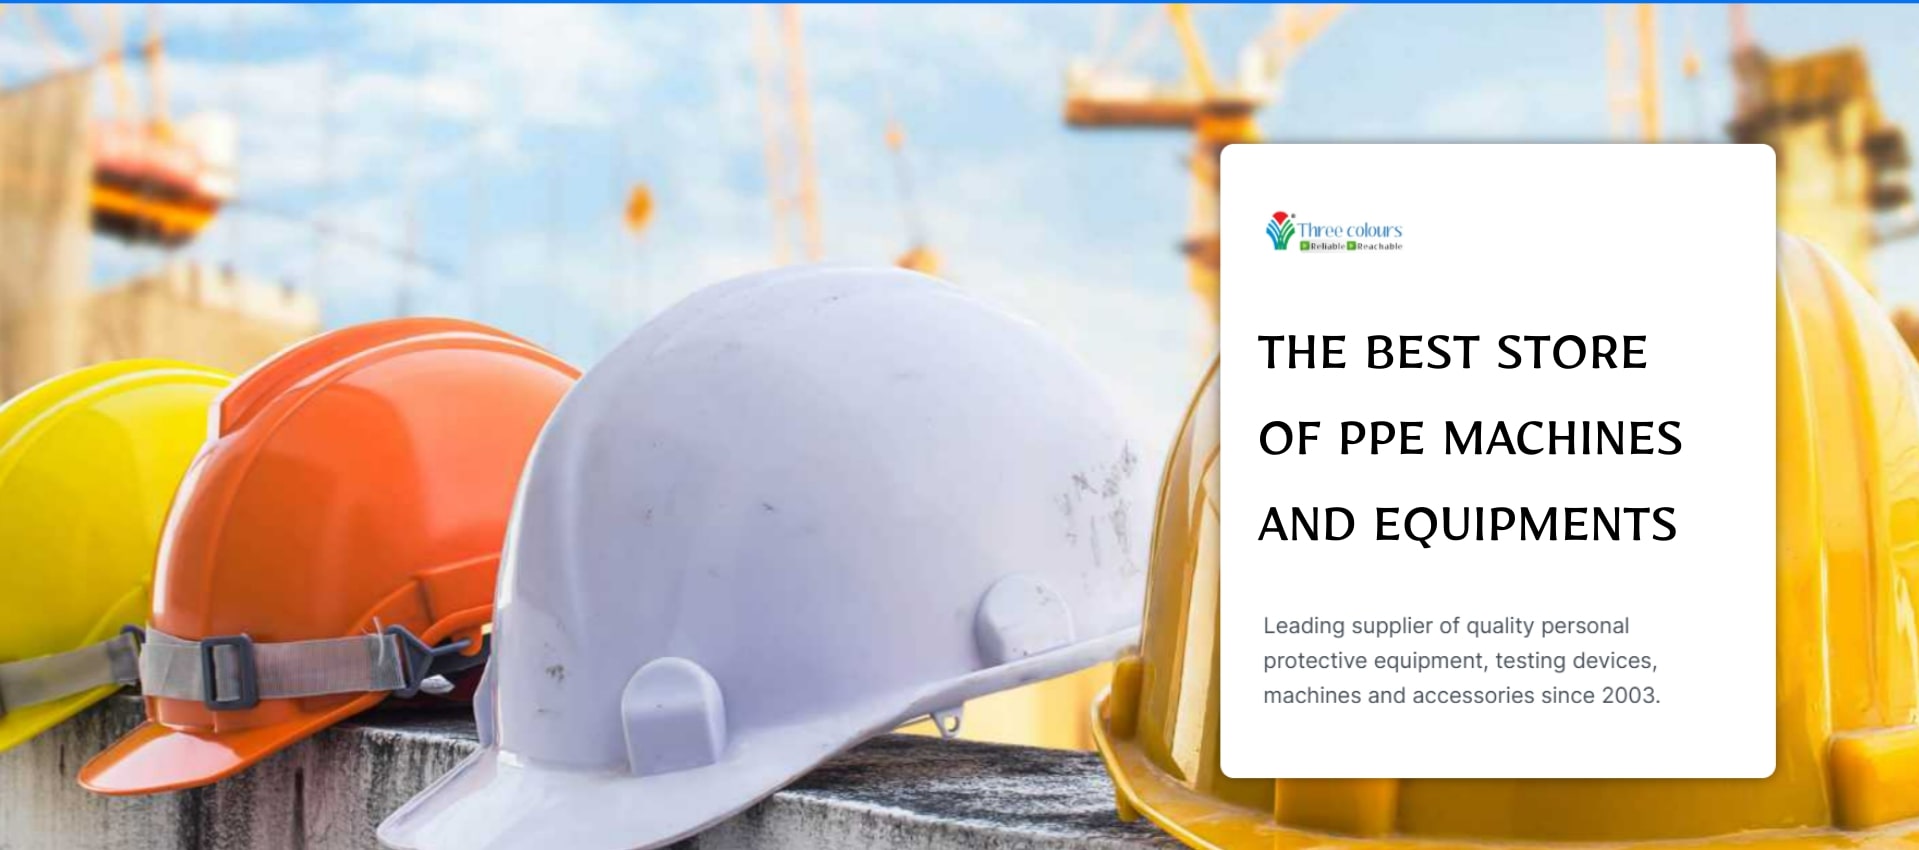 Three colours
Reliable Reachable
THE BEST STORE
OF PPE MACHINES
AND EQUIPMENTS
Leading supplier of quality personal
protective equipment, testing devices,
machines and accessories since 2003.